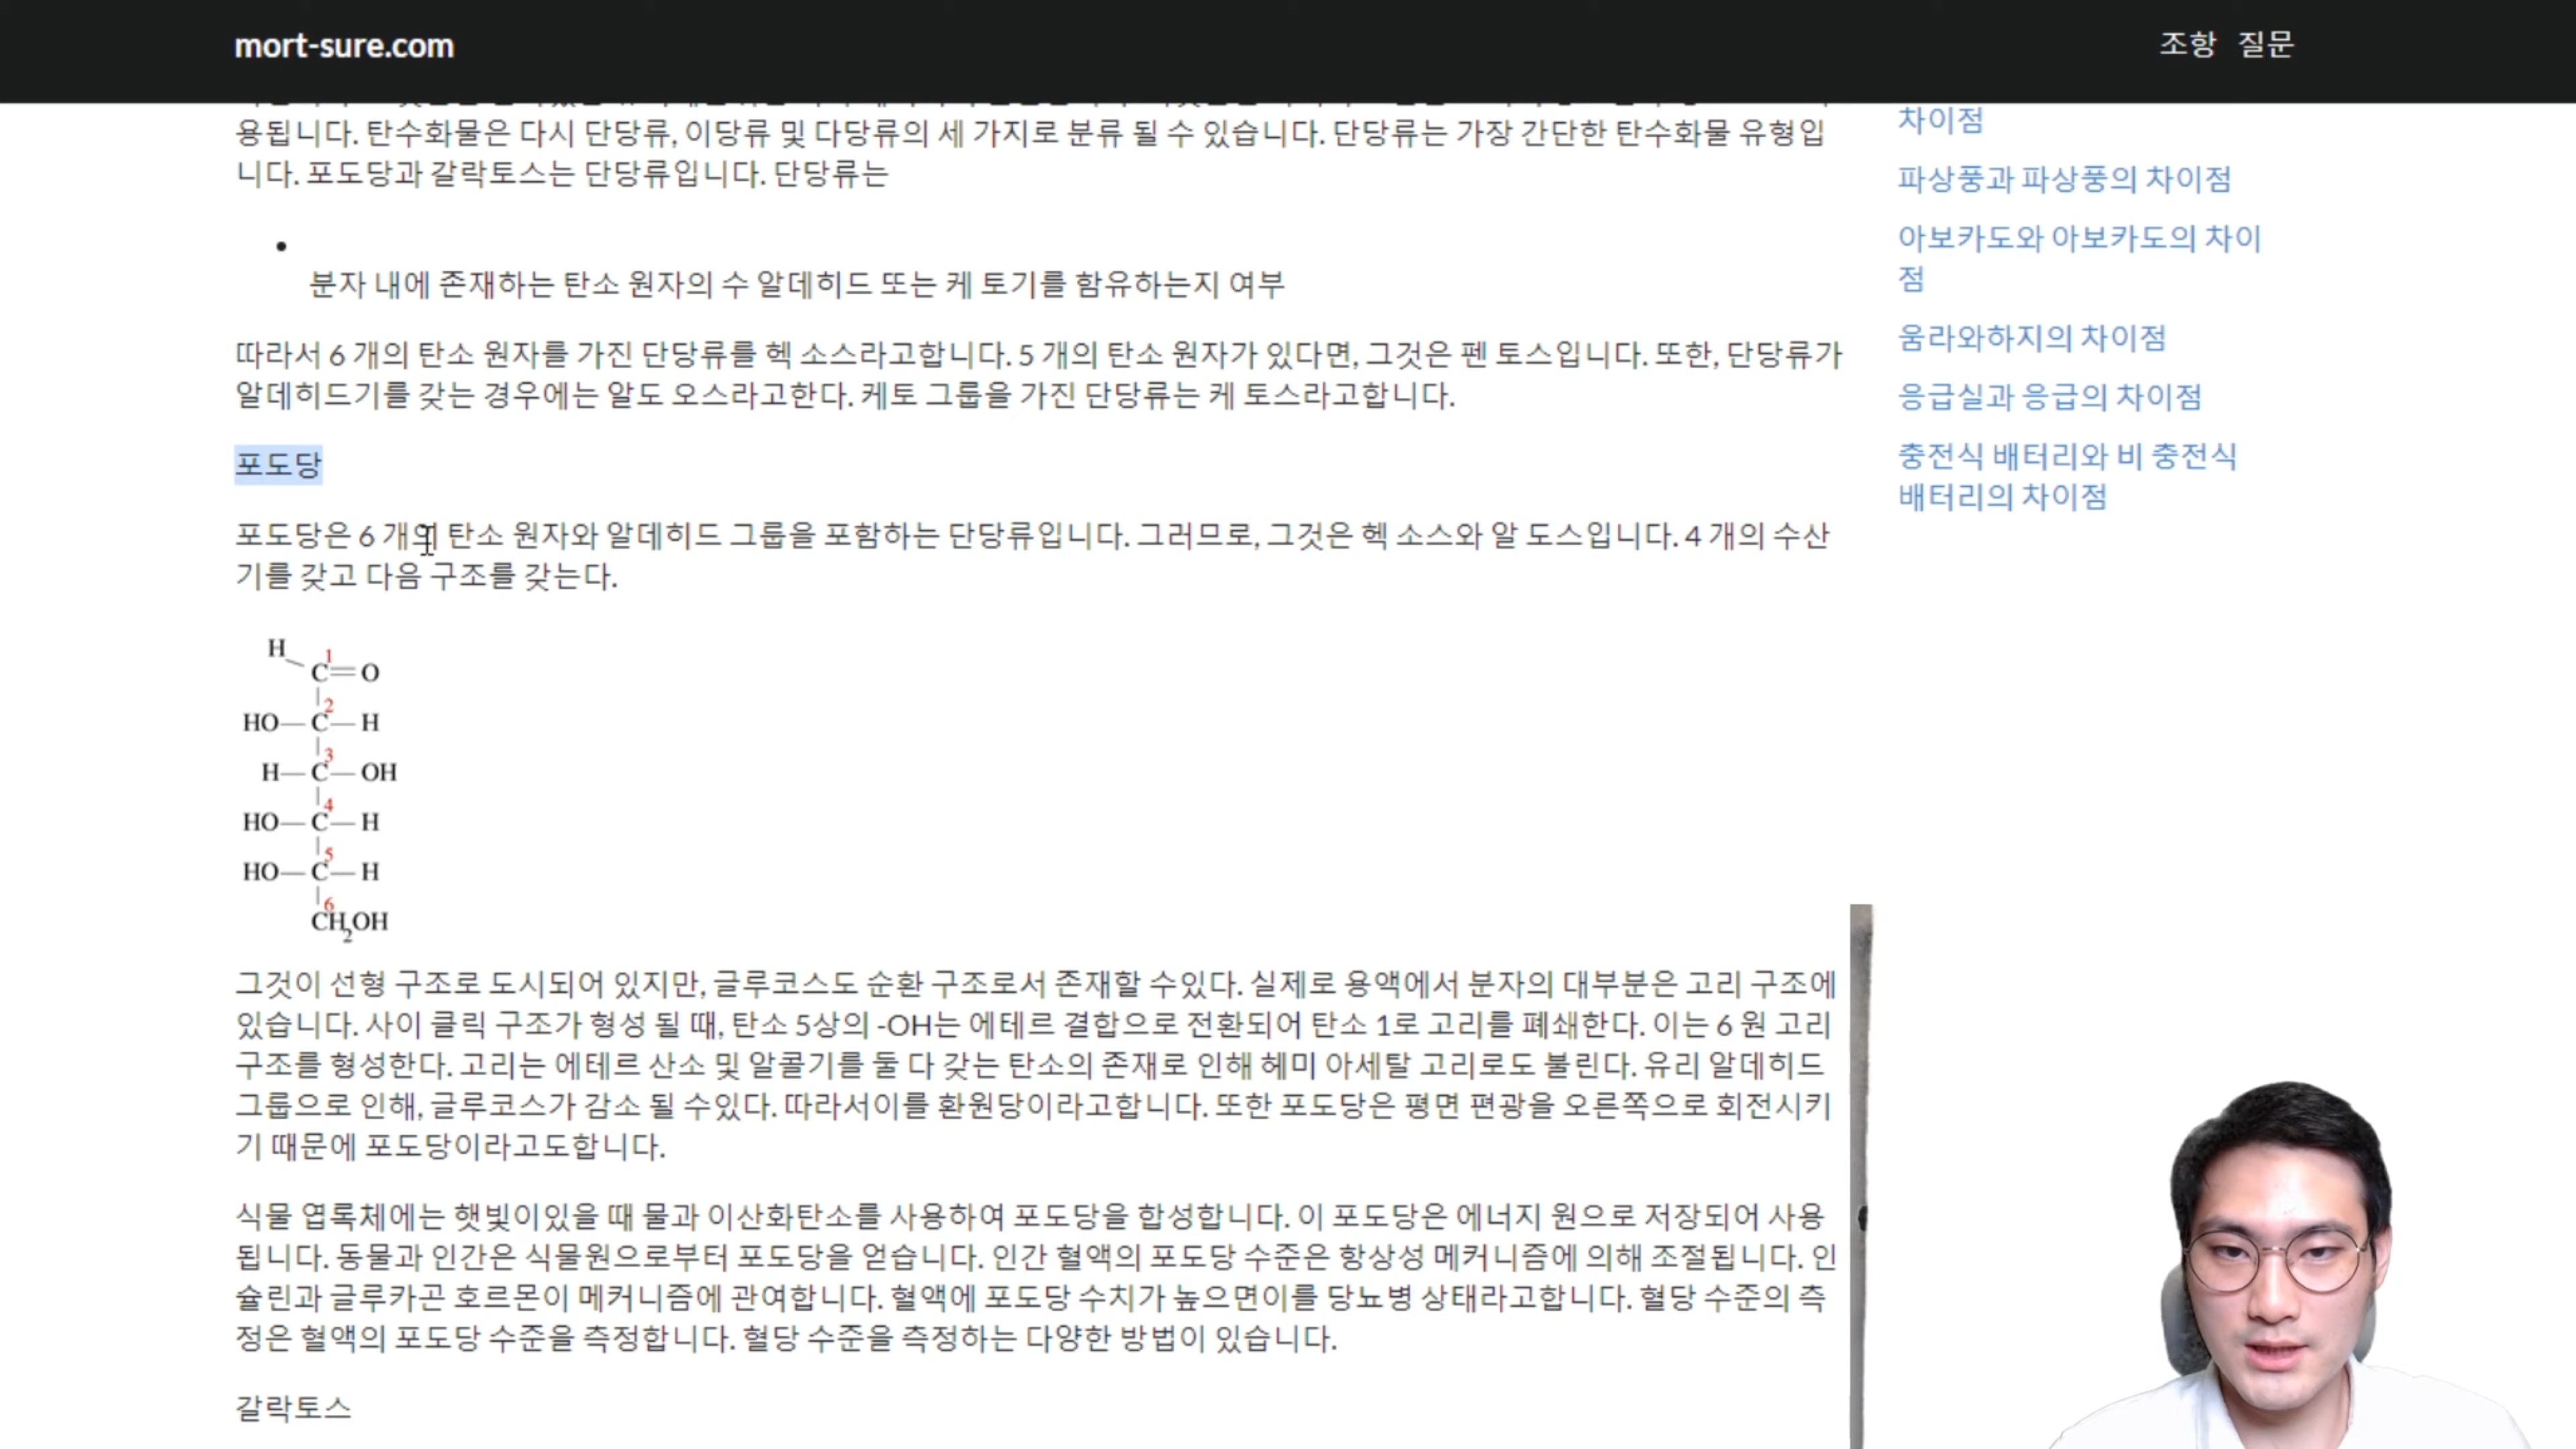 mort-sure.com
조항 질문
용됩니다. 탄수화물은 다시 단당류, 이당류 및 다당류의 세 가지로 분류 될 수 있습니다. 단당류는 가장 간단한 탄수화물 유형입
니다. 포도당과 갈락토스는 단당류입니다. 단당류는
• 분자 내에 존재하는 탄소 원자의 수 알데히드 또는 케 토기를 함유하는지 여부
따라서 6 개의 탄소 원자를 가진 단당류를 헥 소스라고합니다. 5 개의 탄소 원자가 있다면, 그것은 펜 토스입니다. 또한, 단당류가
알데히드기를 갖는 경우에는 알도 오스라고한다. 케토 그룹을 가진 단당류는 케 토스라고합니다.
포도당
포도당은 6 개의 탄소 원자와 알데히드 그룹을 포함하는 단당류입니다. 그러므로, 그것은 헥 소스와 알 도스입니다. 4 개의 수산
기를 갖고 다음 구조를 갖는다.
H
1
C=O
2
HO—C—H
3
H—C—OH
4
HO—C—H
5
HO—C—H
6
CH2OH
그것이 선형 구조로 도시되어 있지만, 글루코스도 순환 구조로서 존재할 수있다. 실제로 용액에서 분자의 대부분은 고리 구조에
있습니다. 사이 클릭 구조가 형성 될 때, 탄소 5상의 -OH는 에테르 결합으로 전환되어 탄소 1로 고리를 폐쇄한다. 이는 6 원 고리
구조를 형성한다. 고리는 에테르 산소 및 알콜기를 둘 다 갖는 탄소의 존재로 인해 헤미 아세탈 고리로도 불린다. 유리 알데히드
그룹으로 인해, 글루코스가 감소 될 수있다. 따라서이를 환원당이라고합니다. 또한 포도당은 평면 편광을 오른쪽으로 회전시키
기 때문에 포도당이라고도합니다.
식물 엽록체에는 햇빛이있을 때 물과 이산화탄소를 사용하여 포도당을 합성합니다. 이 포도당은 에너지 원으로 저장되어 사용
됩니다. 동물과 인간은 식물원으로부터 포도당을 얻습니다. 인간 혈액의 포도당 수준은 항상성 메커니즘에 의해 조절됩니다. 인
슐린과 글루카곤 호르몬이 메커니즘에 관여합니다. 혈액에 포도당 수치가 높으면이를 당뇨병 상태라고합니다. 혈당 수준의 측
정은 혈액의 포도당 수준을 측정합니다. 혈당 수준을 측정하는 다양한 방법이 있습니다.
갈락토스
차이점
파상풍과 파상풍의 차이점
아보카도와 아보카도의 차이
점
움라와하지의 차이점
응급실과 응급의 차이점
충전식 배터리와 비 충전식
배터리의 차이점